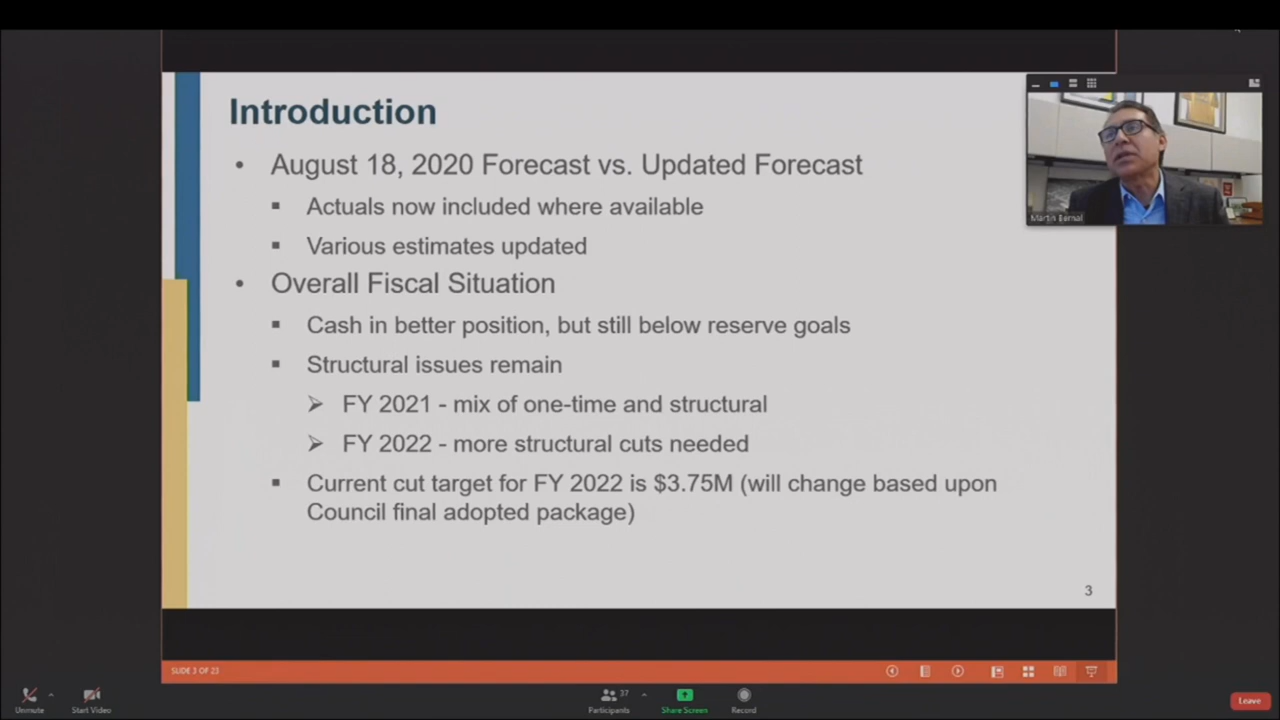 Introduction
• August 18, 2020 Forecast vs. Updated Forecast
▪ Actuals now included where available
▪ Various estimates updated
• Overall Fiscal Situation
▪ Cash in better position, but still below reserve goals
▪ Structural issues remain
➢ FY 2021 - mix of one-time and structural
➢ FY 2022 - more structural cuts needed
▪ Current cut target for FY 2022 is $3.75M (will change based upon
Council final adopted package)
3
Martin Bernal
SLIDE 3 OF 23
Unmute
Start Video
37
Participants
Share Screen
Record
Leave